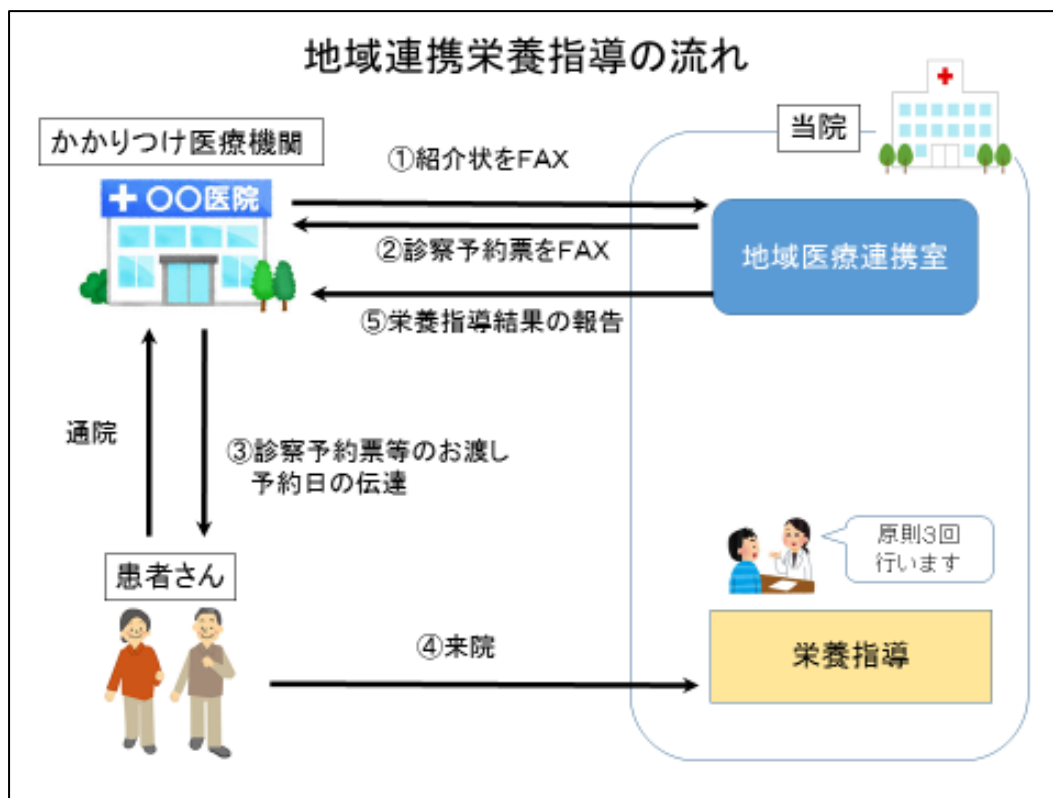 地域連携栄養指導の流れ
当院
かかりつけ医療機関
①紹介状をFAX
〇〇医院
②診察予約票をFAX
地域医療連携室
⑤栄養指導結果の報告
通院
③診察予約票等のお渡し
予約日の伝達
原則3回
行います
患者さん
④来院
栄養指導